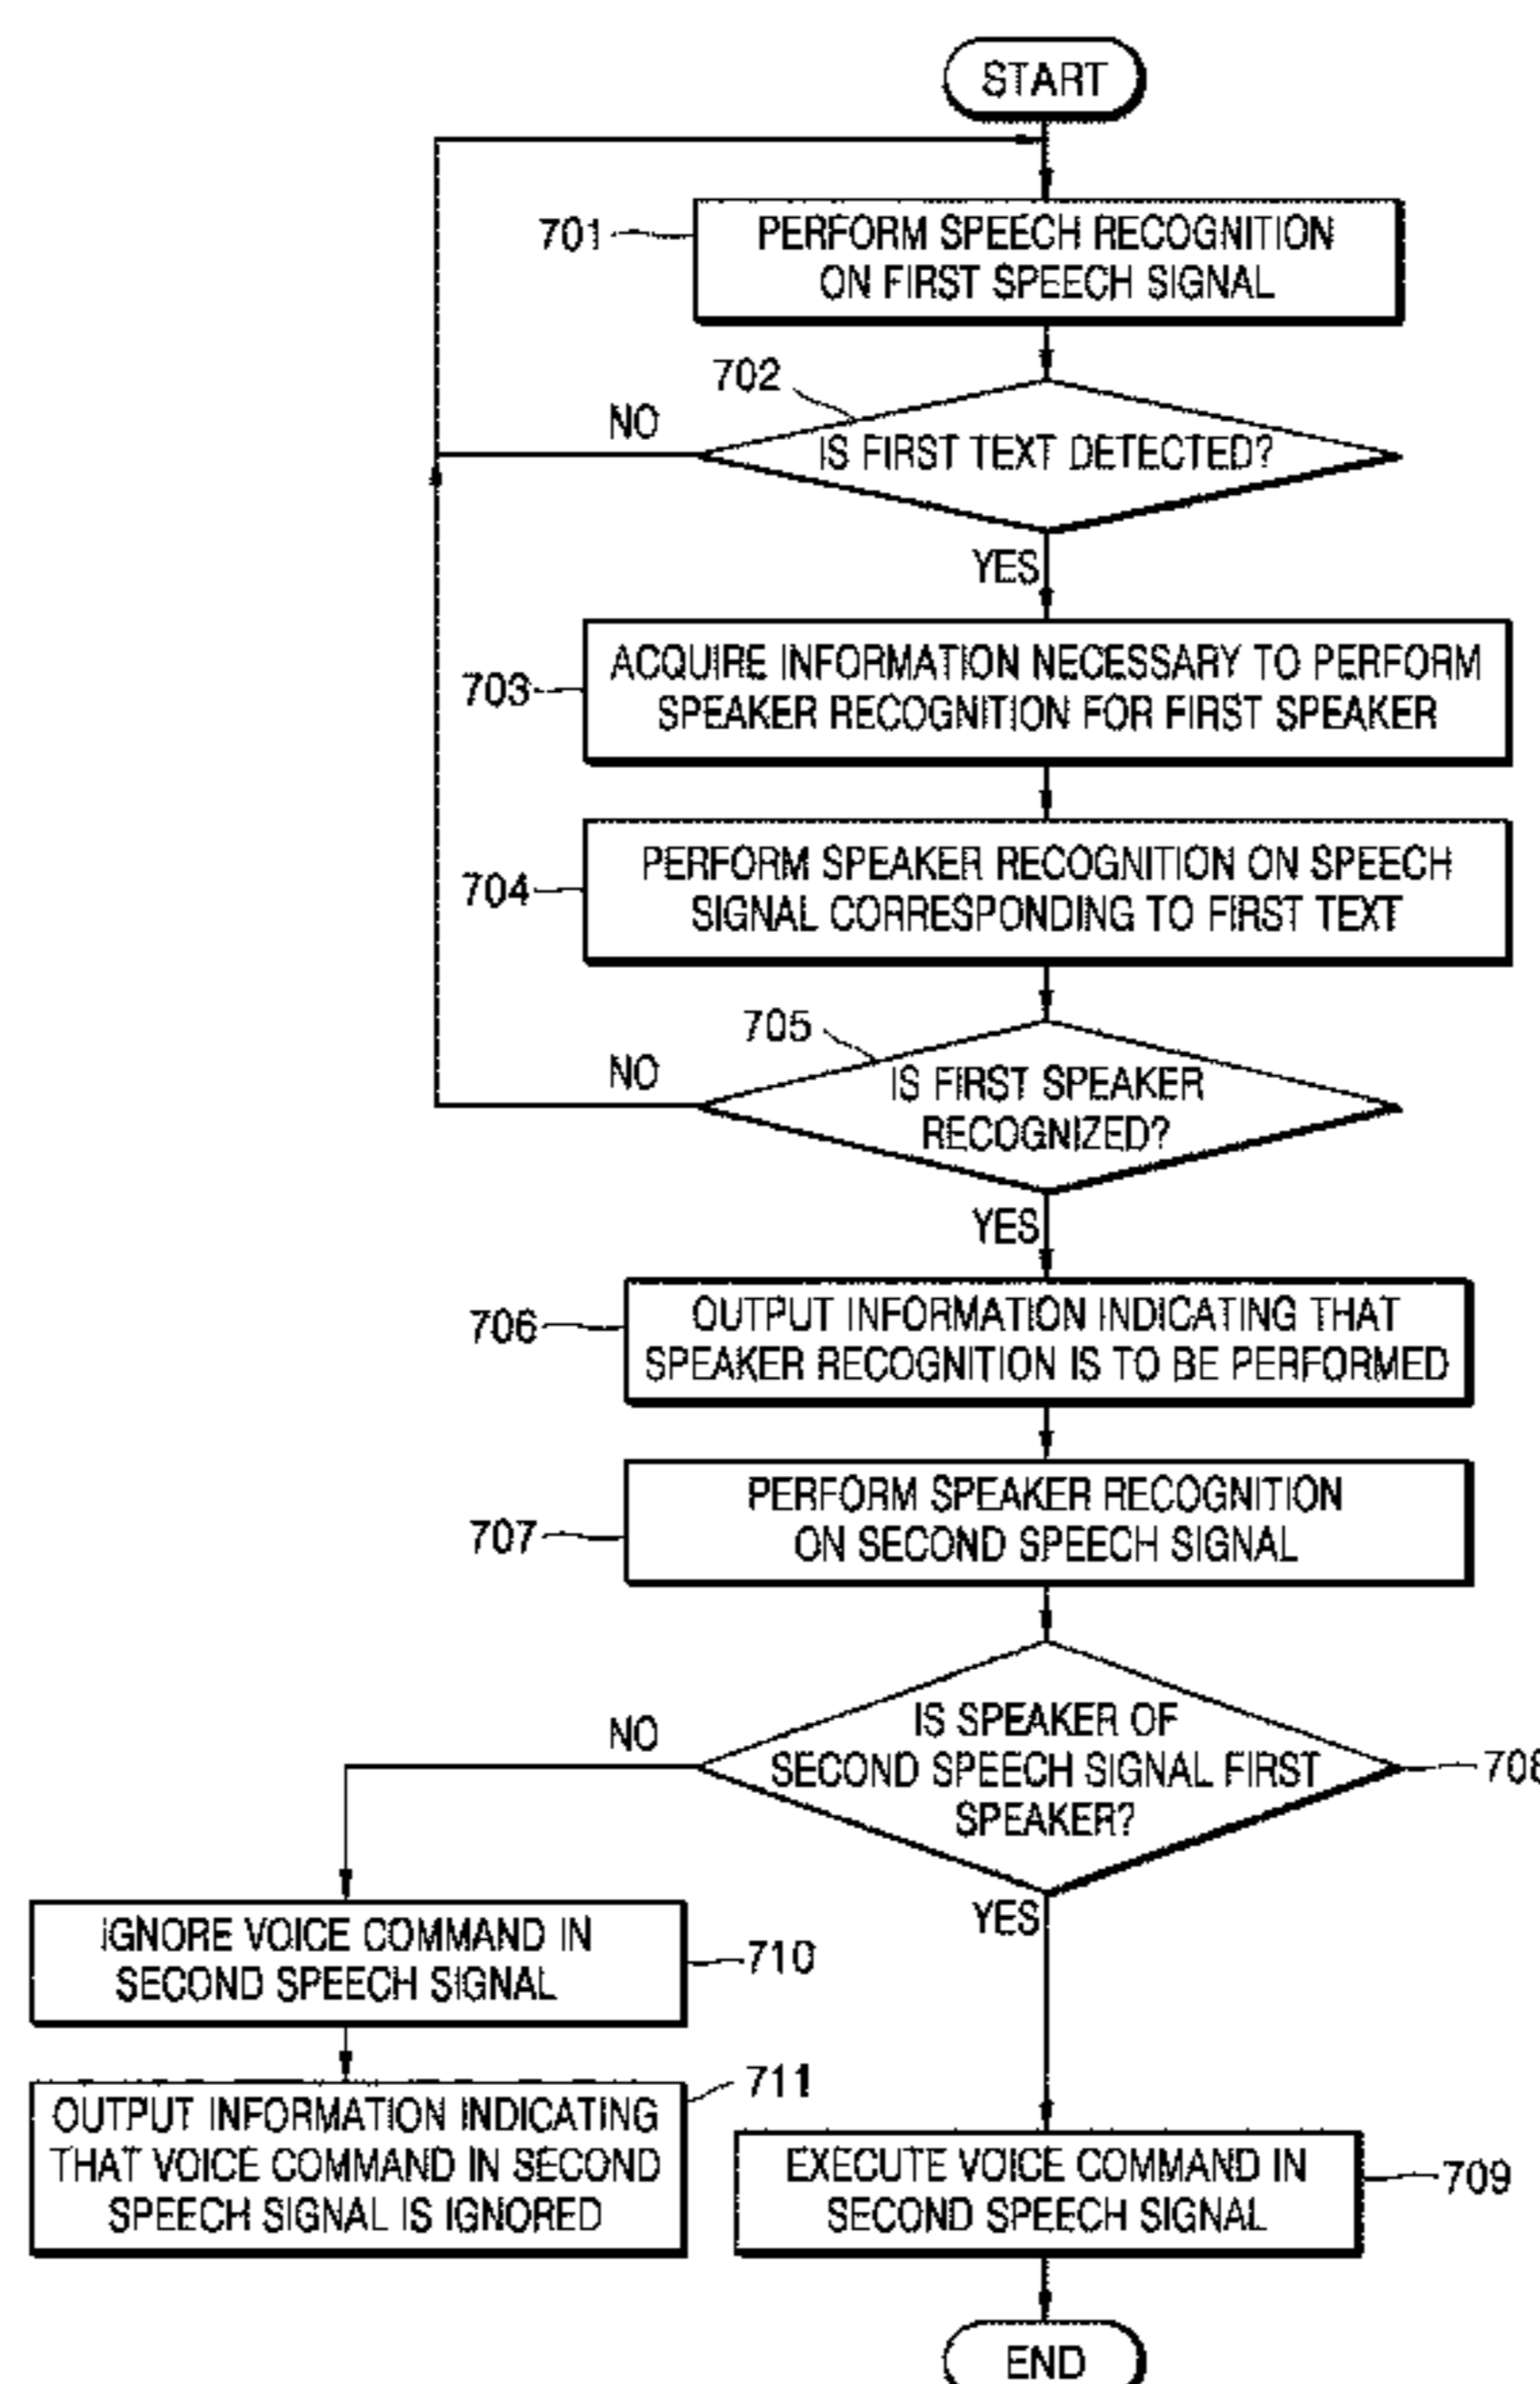 START
701
PERFORM SPEECH RECOGNITION
ON FIRST SPEECH SIGNAL
702
NO
IS FIRST TEXT DETECTED?
YES
703
ACQUIRE INFORMATION NECESSARY TO PERFORM
SPEAKER RECOGNITION FOR FIRST SPEAKER
704
PERFORM SPEAKER RECOGNITION ON SPEECH
SIGNAL CORRESPONDING TO FIRST TEXT
705
NO
IS FIRST SPEAKER
RECOGNIZED?
YES
706
OUTPUT INFORMATION INDICATING THAT
SPEAKER RECOGNITION IS TO BE PERFORMED
707
PERFORM SPEAKER RECOGNITION
ON SECOND SPEECH SIGNAL
NO
IS SPEAKER OF
SECOND SPEECH SIGNAL FIRST
SPEAKER?
708
YES
IGNORE VOICE COMMAND IN
SECOND SPEECH SIGNAL
710
711
OUTPUT INFORMATION INDICATING
THAT VOICE COMMAND IN SECOND
SPEECH SIGNAL IS IGNORED
EXECUTE VOICE COMMAND IN
SECOND SPEECH SIGNAL
709
END